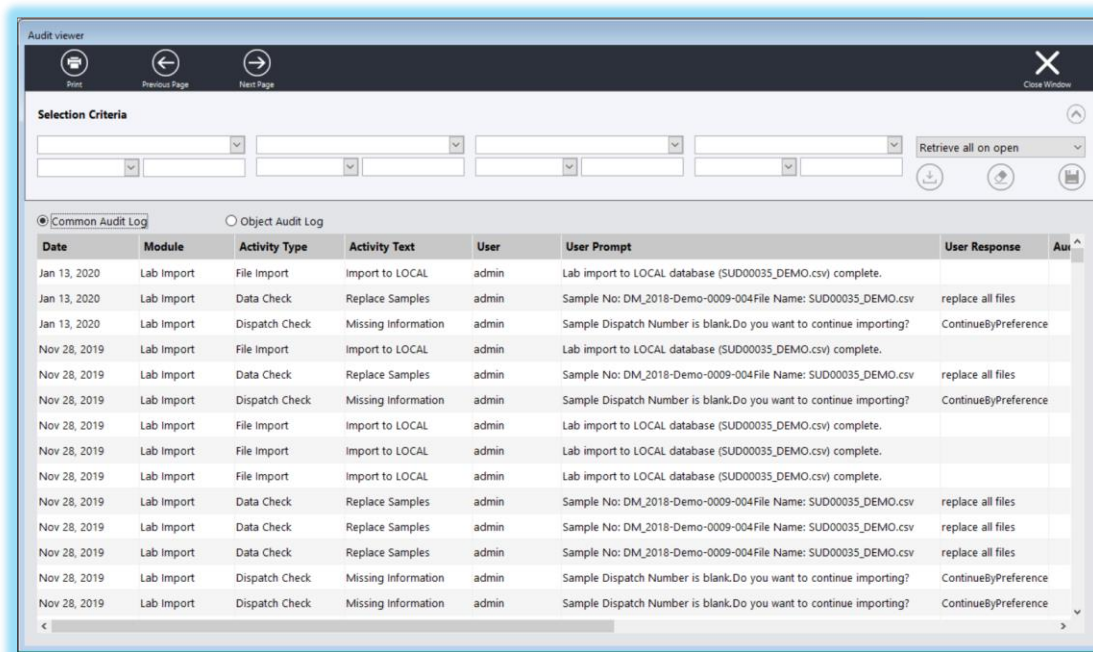 Audit viewer
Print Previous Page Next Page Close Window
Selection Criteria
Retrieve all on open
Common Audit Log Object Audit Log
Date Module Activity Type Activity Text User User Prompt User Response Au
Jan 13, 2020 Lab Import File Import Import to LOCAL admin Lab import to LOCAL database (SUD00035_DEMO.csv) complete.
Jan 13, 2020 Lab Import Data Check Replace Samples admin Sample No: DM_2018-Demo-0009-004File Name: SUD00035_DEMO.csv replace all files
Jan 13, 2020 Lab Import Dispatch Check Missing Information admin Sample Dispatch Number is blank.Do you want to continue importing? ContinueByPreference
Nov 28, 2019 Lab Import File Import Import to LOCAL admin Lab import to LOCAL database (SUD00035_DEMO.csv) complete.
Nov 28, 2019 Lab Import Data Check Replace Samples admin Sample No: DM_2018-Demo-0009-004File Name: SUD00035_DEMO.csv replace all files
Nov 28, 2019 Lab Import Dispatch Check Missing Information admin Sample Dispatch Number is blank.Do you want to continue importing? ContinueByPreference
Nov 28, 2019 Lab Import File Import Import to LOCAL admin Lab import to LOCAL database (SUD00035_DEMO.csv) complete.
Nov 28, 2019 Lab Import File Import Import to LOCAL admin Lab import to LOCAL database (SUD00035_DEMO.csv) complete.
Nov 28, 2019 Lab Import File Import Import to LOCAL admin Lab import to LOCAL database (SUD00035_DEMO.csv) complete.
Nov 28, 2019 Lab Import Data Check Replace Samples admin Sample No: DM_2018-Demo-0009-004File Name: SUD00035_DEMO.csv replace all files
Nov 28, 2019 Lab Import Data Check Replace Samples admin Sample No: DM_2018-Demo-0009-004File Name: SUD00035_DEMO.csv replace all files
Nov 28, 2019 Lab Import Data Check Replace Samples admin Sample No: DM_2018-Demo-0009-004File Name: SUD00035_DEMO.csv replace all files
Nov 28, 2019 Lab Import Dispatch Check Missing Information admin Sample Dispatch Number is blank.Do you want to continue importing? ContinueByPreference
Nov 28, 2019 Lab Import Dispatch Check Missing Information admin Sample Dispatch Number is blank.Do you want to continue importing? ContinueByPreference